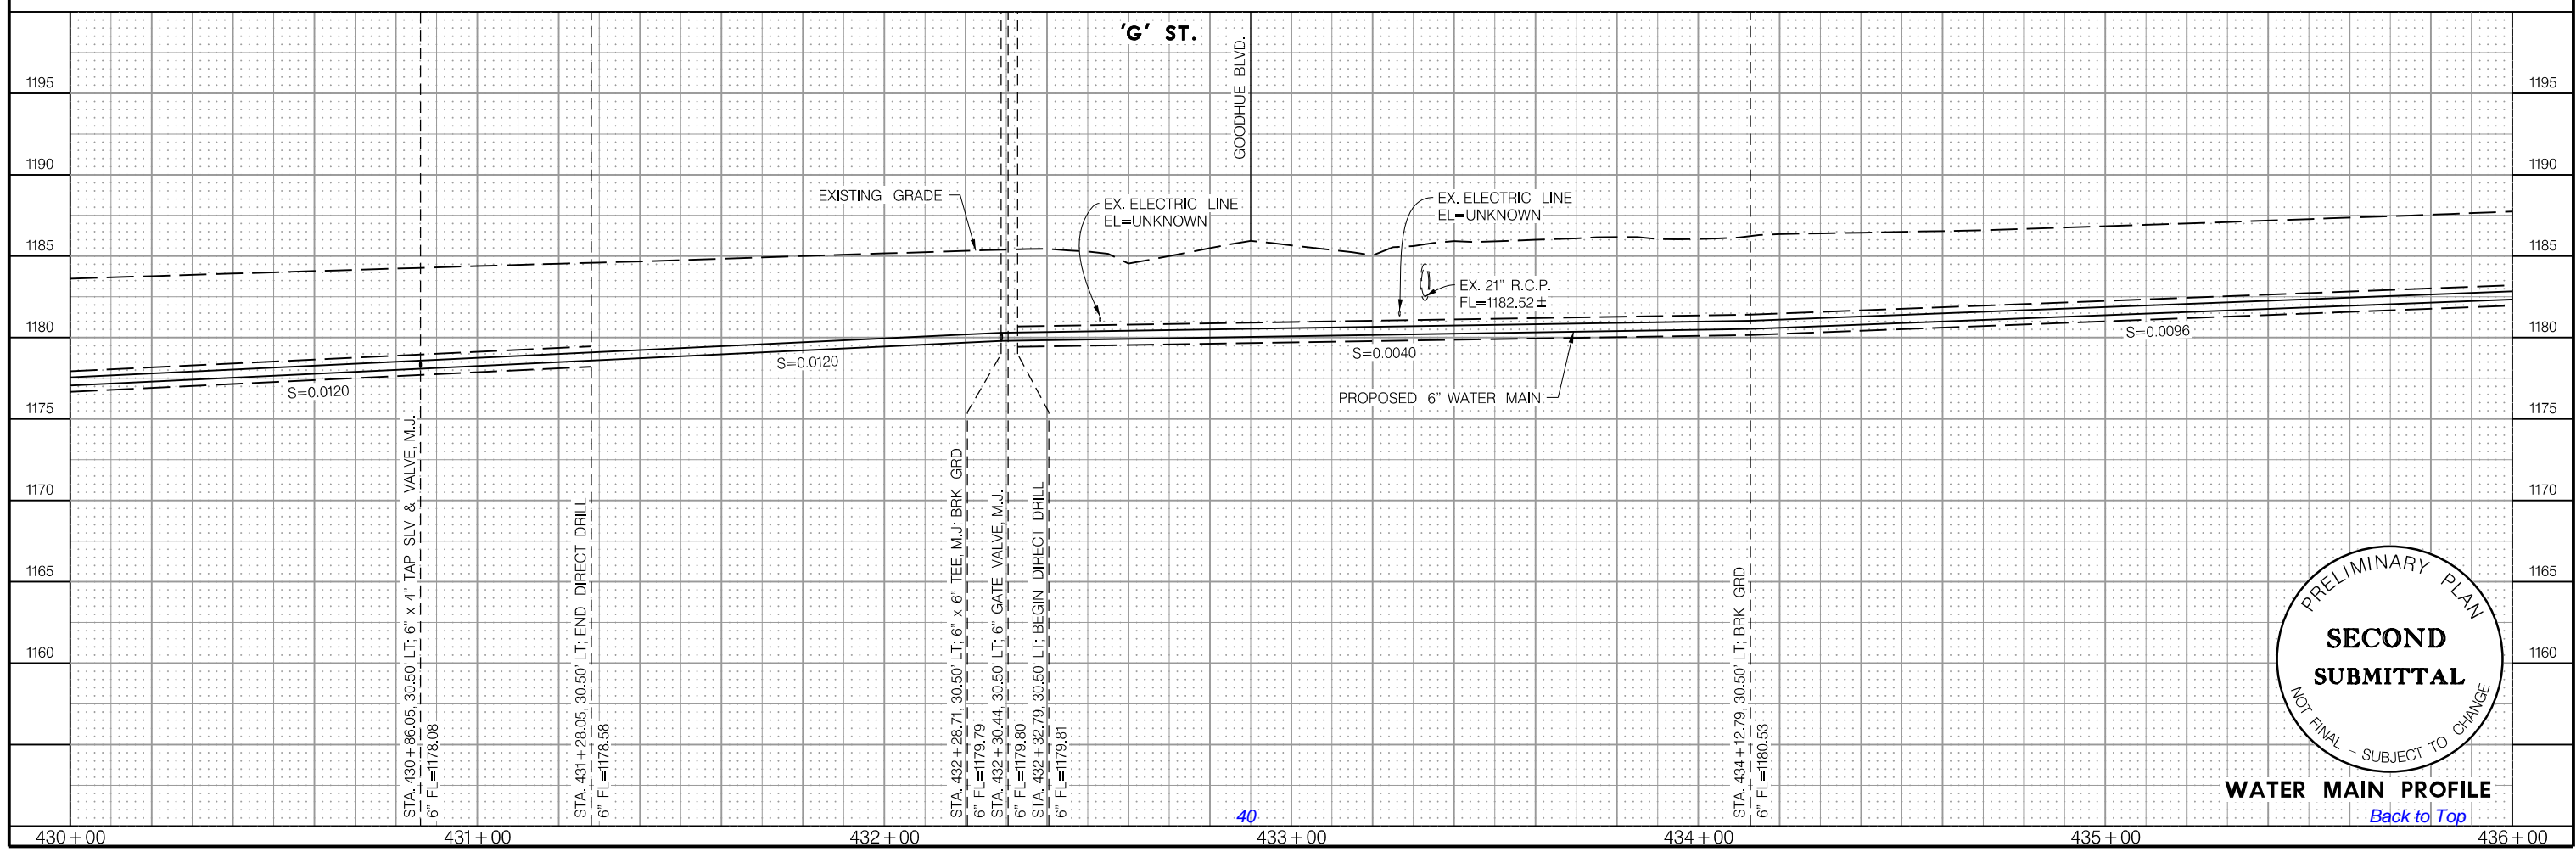 'G' ST.
GOODHUE BLVD.
1195
1195
1190
1190
EXISTING GRADE
EX. ELECTRIC LINE
EL=UNKNOWN
EX. ELECTRIC LINE
EL=UNKNOWN
1185
1185
EX. 21" R.C.P.
FL=1182.52±
1180
1180
S=0.0120
S=0.0120
S=0.0040
S=0.0096
PROPOSED 6" WATER MAIN
1175
1175
1170
1170
1165
1165
1160
1160
STA. 430+86.05, 30.50' LT; 6" x 4" TAP SLV & VALVE, M.J.
6" FL=1178.08
STA. 431+28.05, 30.50' LT; END DIRECT DRILL
6" FL=1178.58
STA. 432+28.71, 30.50' LT; 6" x 6" TEE, M.J; BRK GRD
6" FL=1179.79
STA. 432+30.44, 30.50' LT; 6" GATE VALVE, M.J.
6" FL=1179.80
STA. 432+32.79, 30.50' LT; BEGIN DIRECT DRILL
6" FL=1179.81
STA. 434+12.79, 30.50' LT; BRK GRD
6" FL=1180.53
PRELIMINARY PLAN
SECOND
SUBMITTAL
NOT FINAL - SUBJECT TO CHANGE
WATER MAIN PROFILE
40
Back to Top
430+00
431+00
432+00
433+00
434+00
435+00
436+00